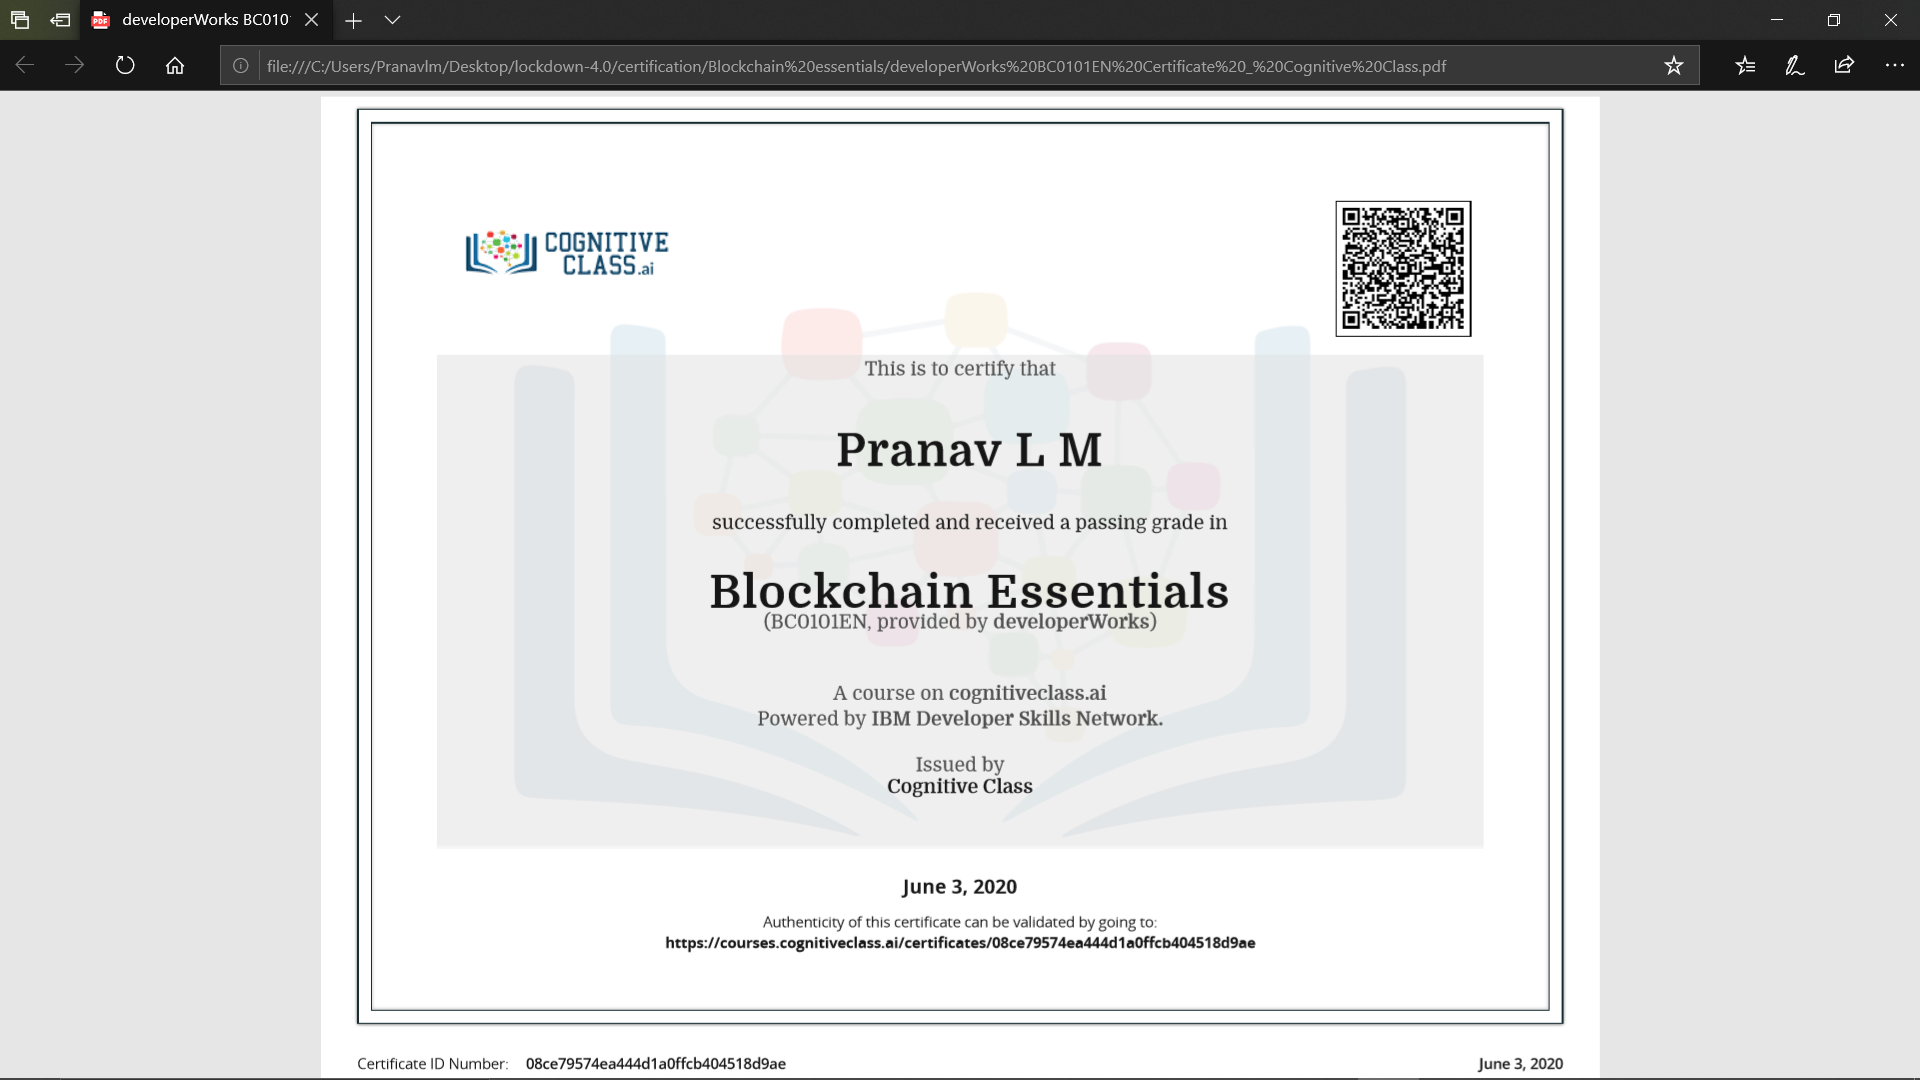 developerWorks BC010
file:///C:/Users/Pranavlm/Desktop/lockdown-4.0/certification/Blockchain%20essentials/developerWorks%20BC0101EN%20Certificate%20_%20Cognitive%20Class.pdf
COGNITIVE
CLASS.ai
This is to certify that
Pranav L M
successfully completed and received a passing grade in
Blockchain Essentials
(BC0101EN, provided by developerWorks)
A course on cognitiveclass.ai
Powered by IBM Developer Skills Network.
Issued by
Cognitive Class
June 3, 2020
Authenticity of this certificate can be validated by going to:
https://courses.cognitiveclass.ai/certificates/08ce79574ea444d1a0ffcb404518d9ae
Certificate ID Number: 08ce79574ea444d1a0ffcb404518d9ae
June 3, 2020